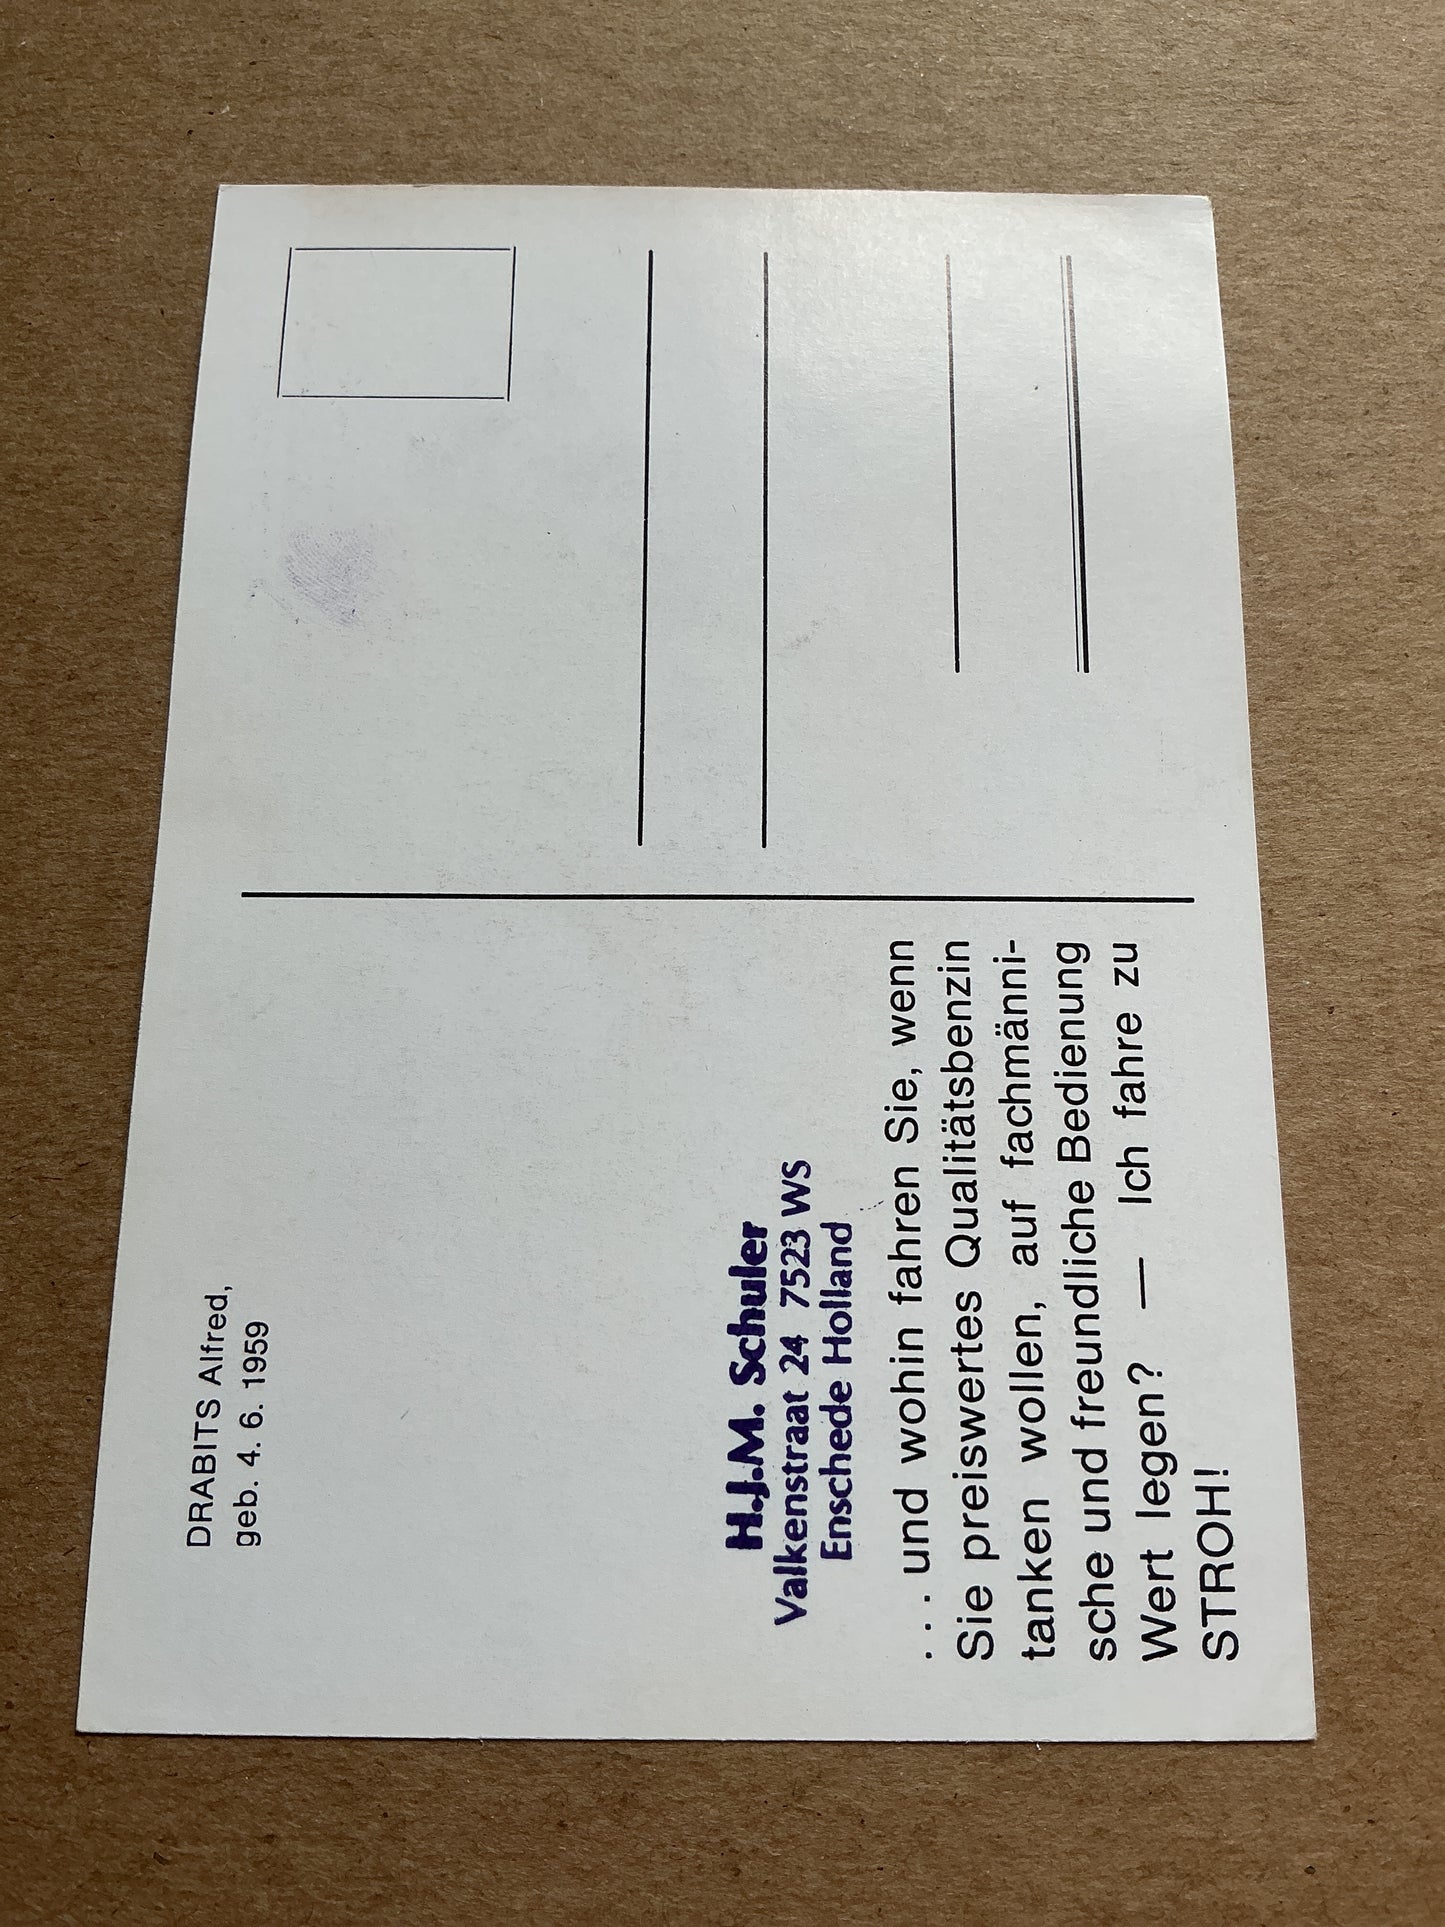 DRABITS Alfred,
geb. 4. 6. 1959
H.J.M. Schuler
Valkenstraat 24 7523 WS
Enschede Holland
. . . und wohin fahren Sie, wenn
Sie preiswertes Qualitätsbenzin
tanken wollen, auf fachmänni-
sche und freundliche Bedienung
Wert legen? — Ich fahre zu
STROH!